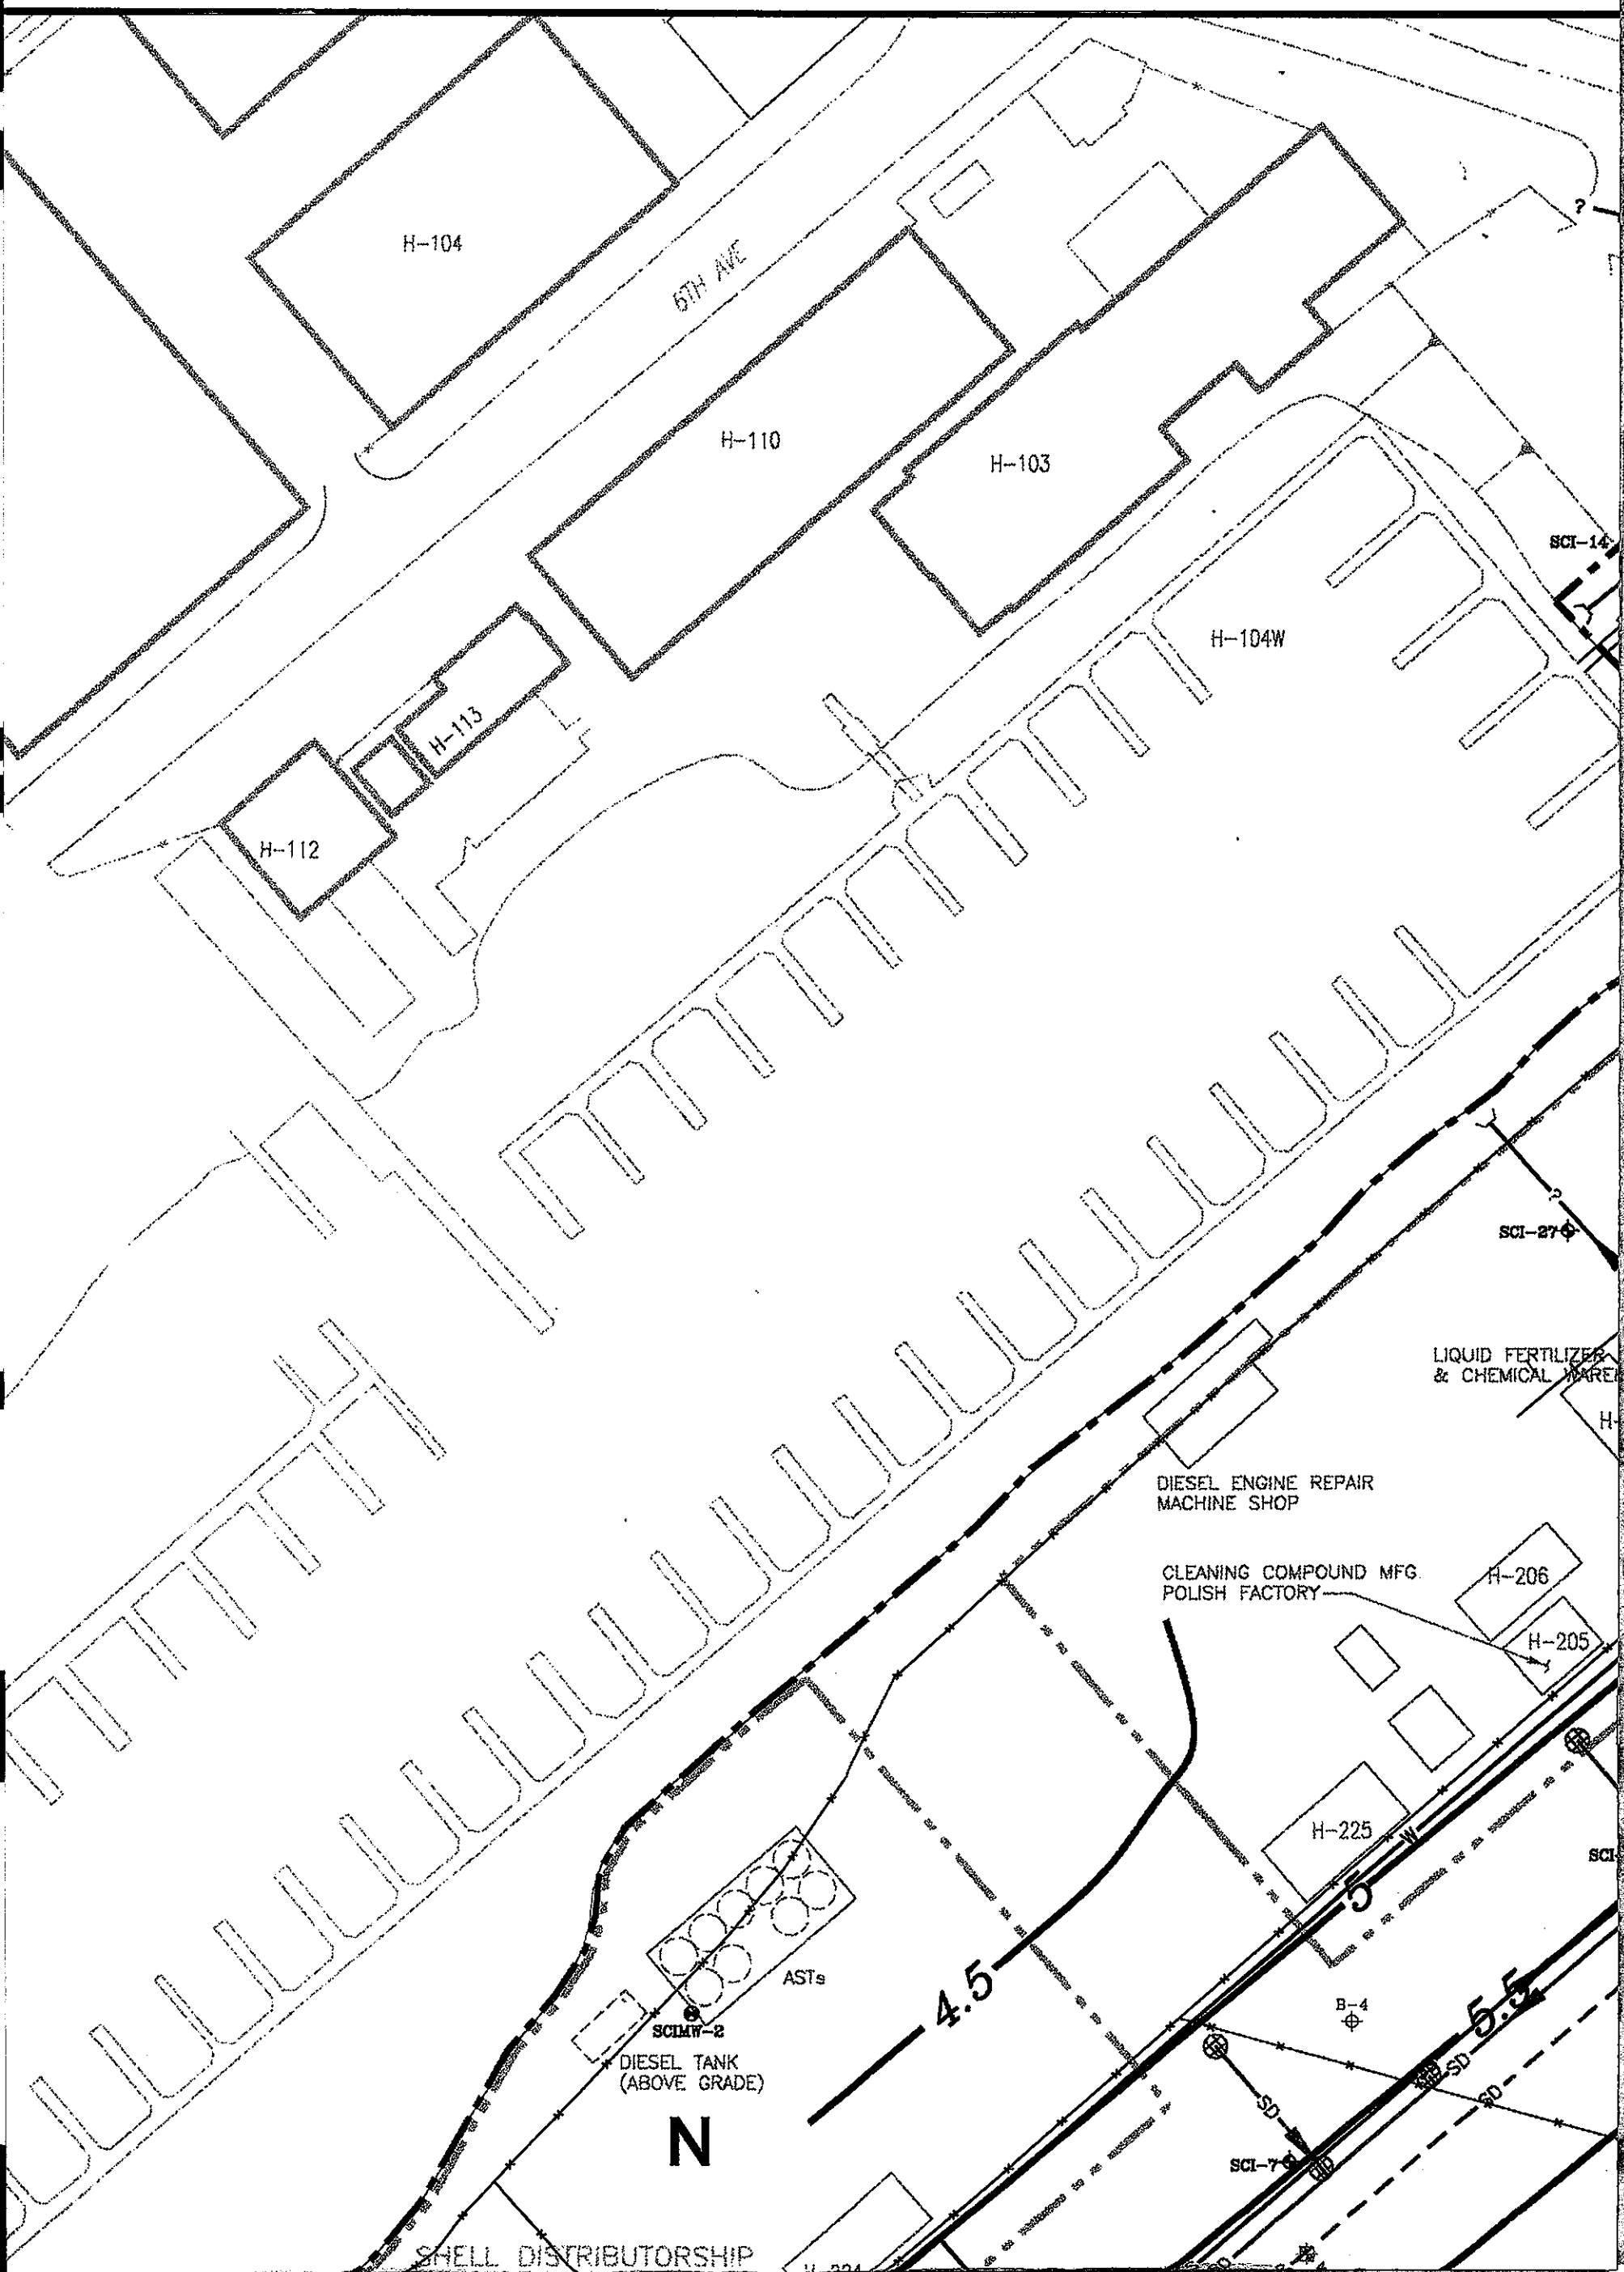 H-104
6TH AVE
?
H-110
H-103
SCI-14
H-104W
H-113
H-112
?
SCI-27
LIQUID FERTILIZER
& CHEMICAL
H-
DIESEL ENGINE REPAIR
MACHINE SHOP
CLEANING COMPOUND MFG.
POLISH FACTORY
H-206
H-205
H-225
W
SCI-
5
ASTs
4.5
5.5
B-4
SCIMW-2
DIESEL TANK
(ABOVE GRADE)
SD
SD
SD
N
SCI-7
SHELL DISTRIBUTORSHIP